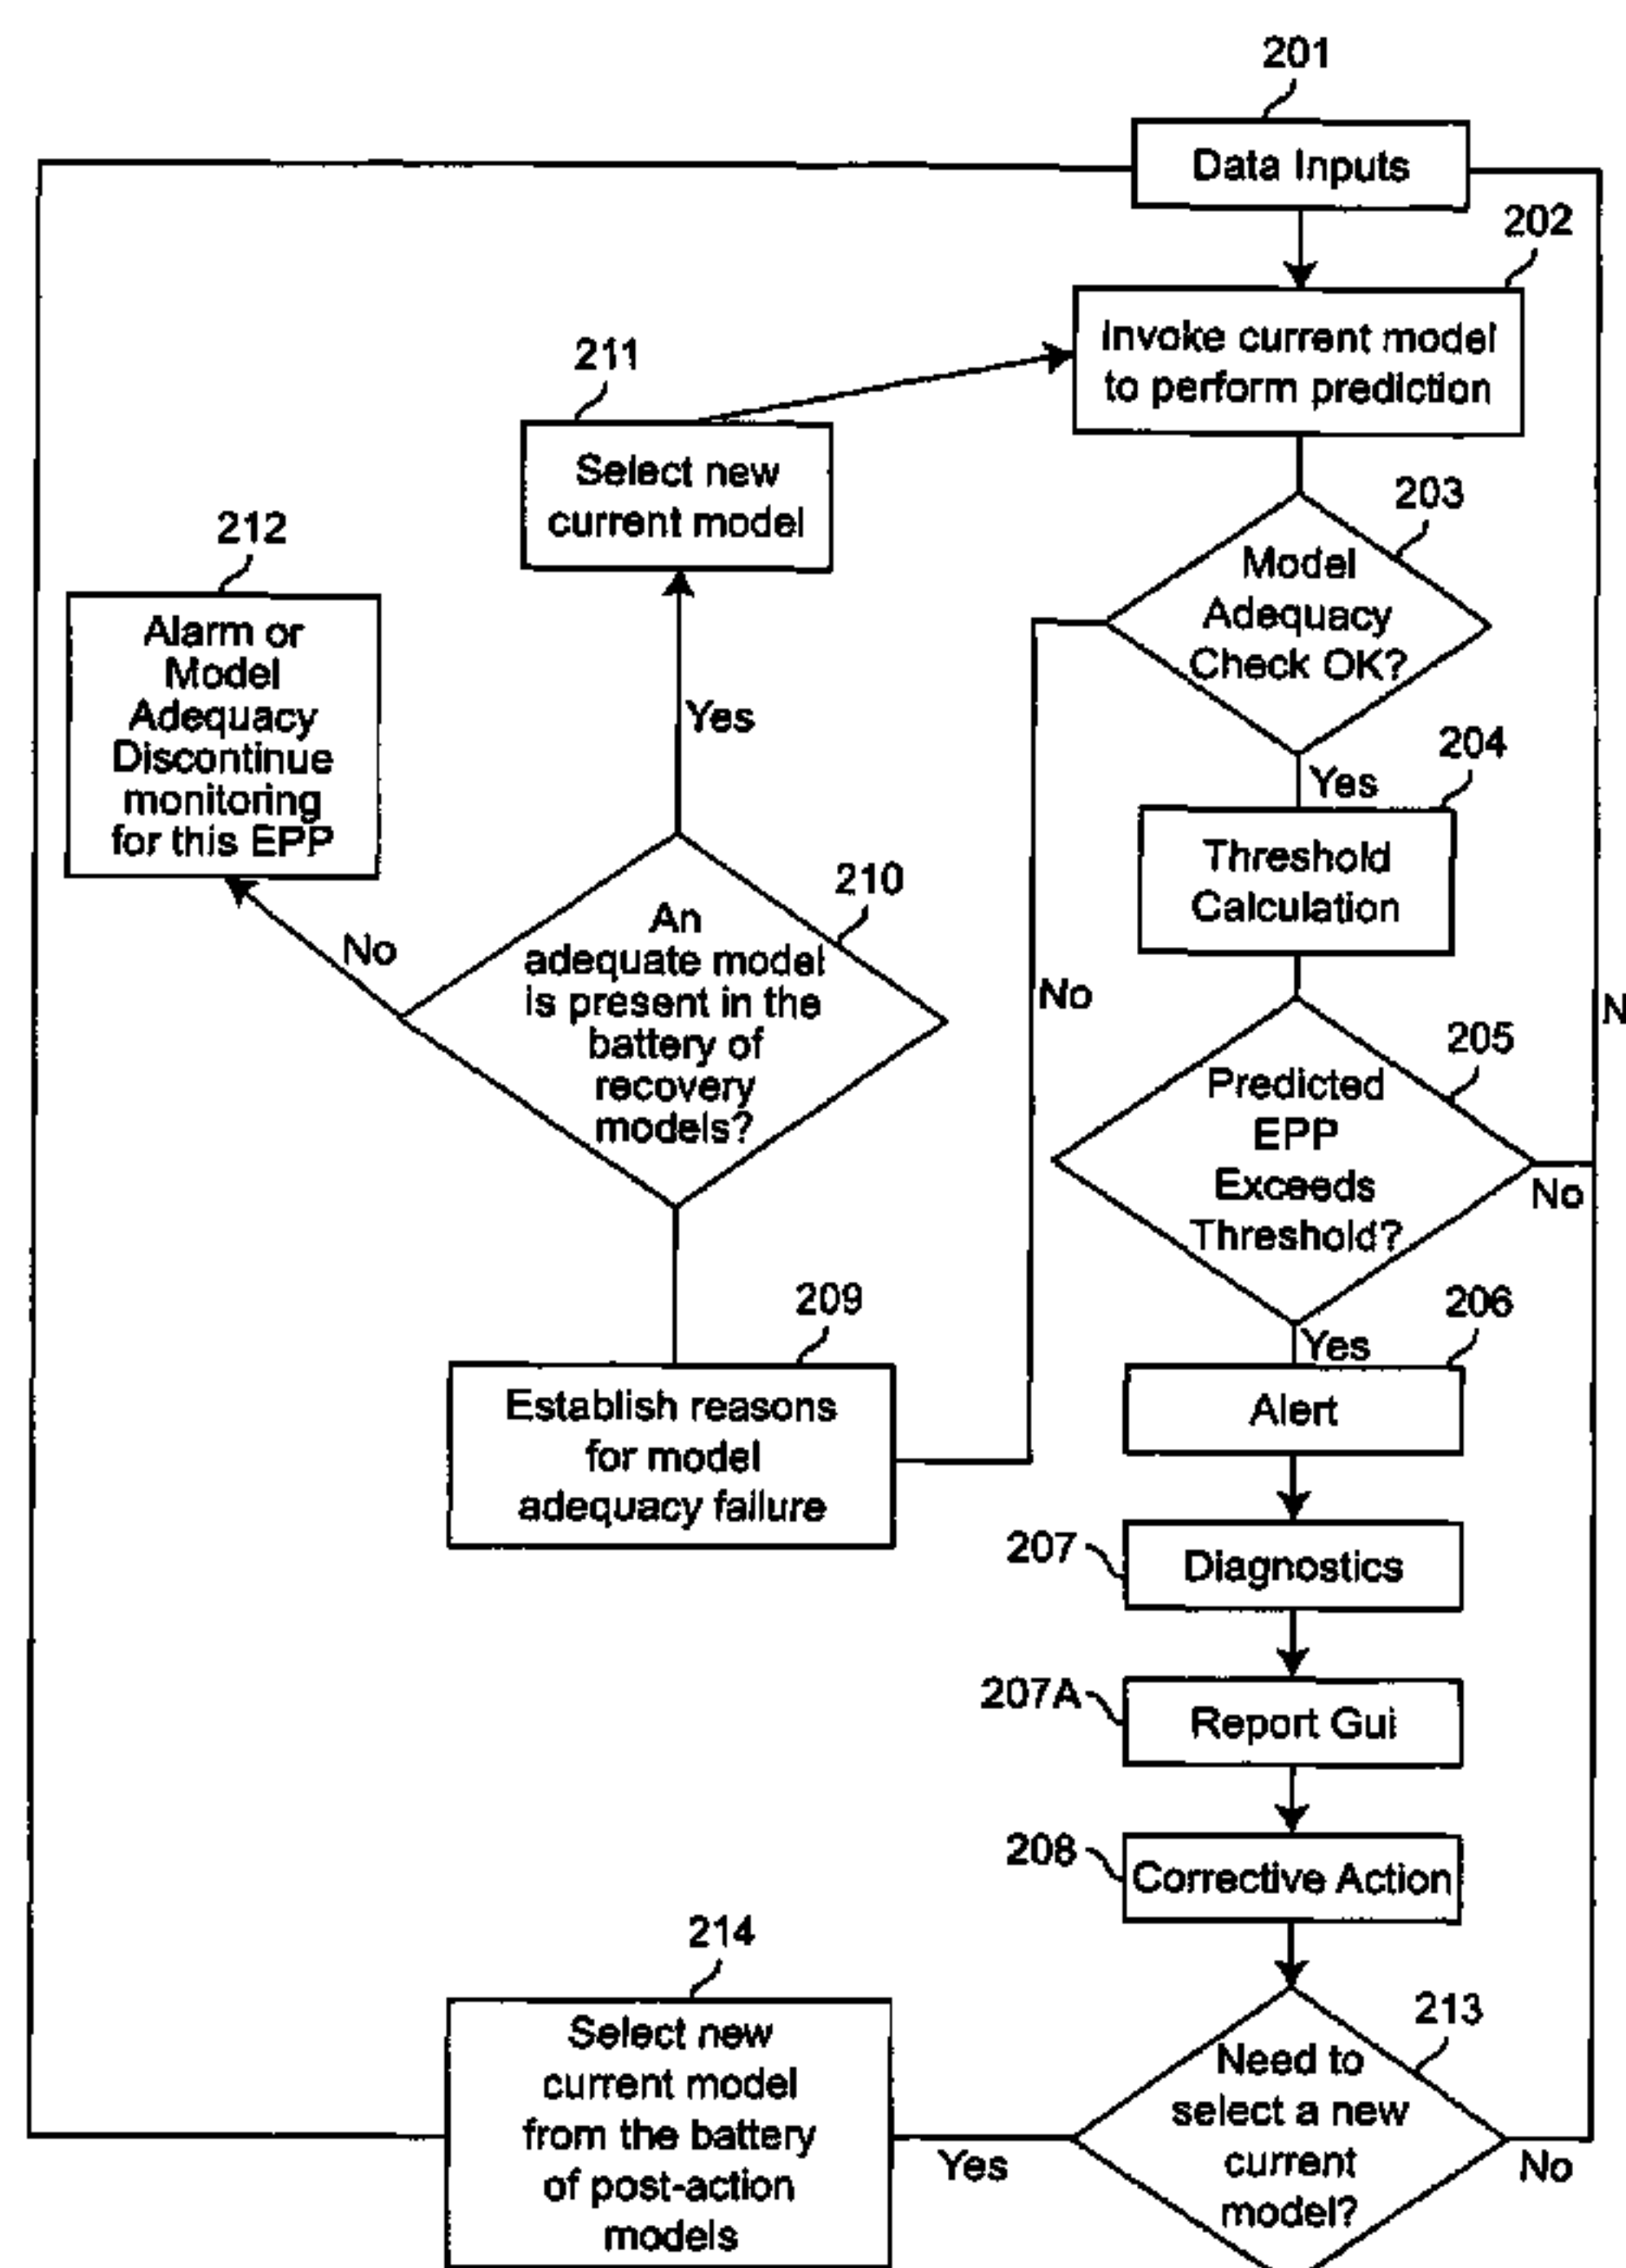 201
Data Inputs
202
Invoke current model
to perform prediction
211
Select new
current model
203
Model
Adequacy
Check OK?
212
Alarm or
Model
Adequacy
Discontinue
monitoring
for this EPP
Yes
Yes
204
Threshold
Calculation
210
An
adequate model
is present in the
battery of
recovery
models?
No
No
N
205
Predicted
EPP
Exceeds
Threshold?
No
209
Establish reasons
for model
adequacy failure
Yes
206
Alert
207
Diagnostics
207A
Report Gui
208
Corrective Action
214
Select new
current model
from the battery
of post-action
models
Yes
213
Need to
select a new
current
model?
No